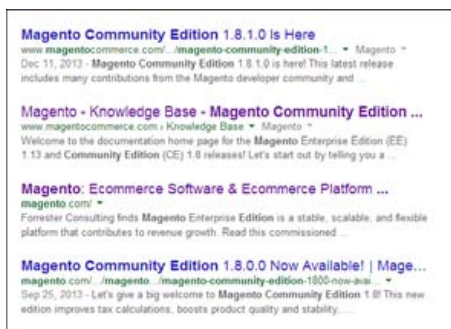 Magento Community Edition 1.8.1.0 Is Here
www.magentocommerce.com/.../magento-community-edition-1... ▼ Magento ▼
Dec 11, 2013 - Magento Community Edition 1.8.1.0 is here! This latest release
includes many contributions from the Magento developer community and ...
Magento - Knowledge Base - Magento Community Edition ...
www.magentocommerce.com › Knowledge Base ▼ Magento ▼
Welcome to the documentation home page for the Magento Enterprise Edition (EE)
1.13 and Community Edition (CE) 1.8 releases! Let's start out by telling you a ...
Magento: Ecommerce Software & Ecommerce Platform ...
magento.com/ ▼
Forrester Consulting finds Magento Enterprise Edition is a stable, scalable, and flexible
platform that contributes to revenue growth. Read this commissioned ...
Magento Community Edition 1.8.0.0 Now Available! | Mage...
magento.com/.../magento.../magento-community-edition-1800-now-avai... ▼
Sep 25, 2013 - Let's give a big welcome to Magento Community Edition 1.8! This new
edition improves tax calculations, boosts product quality and stability, ...